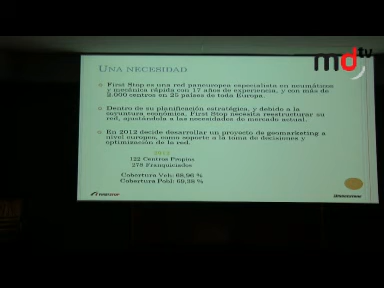 md tv
UNA NECESIDAD
First Stop es una red paneuropea especialista en neumáticos
y mecánica rápida con 17 años de experiencia, y con más de
2.000 centros en 25 países de toda Europa.
Dentro de su planificación estratégica, y debido a la
coyuntura económica, First Stop necesita reestructurar su
red, ajustándola a las necesidades de mercado actual.
En 2012 decide desarrollar un proyecto de geomarketing a
nivel europeo, como soporte a la toma de decisiones y
optimización de la red.
2012
122 Centros Propios
278 Franquiciados
Cobertura Veh: 68,96 %
Cobertura Pobl: 69,38 %